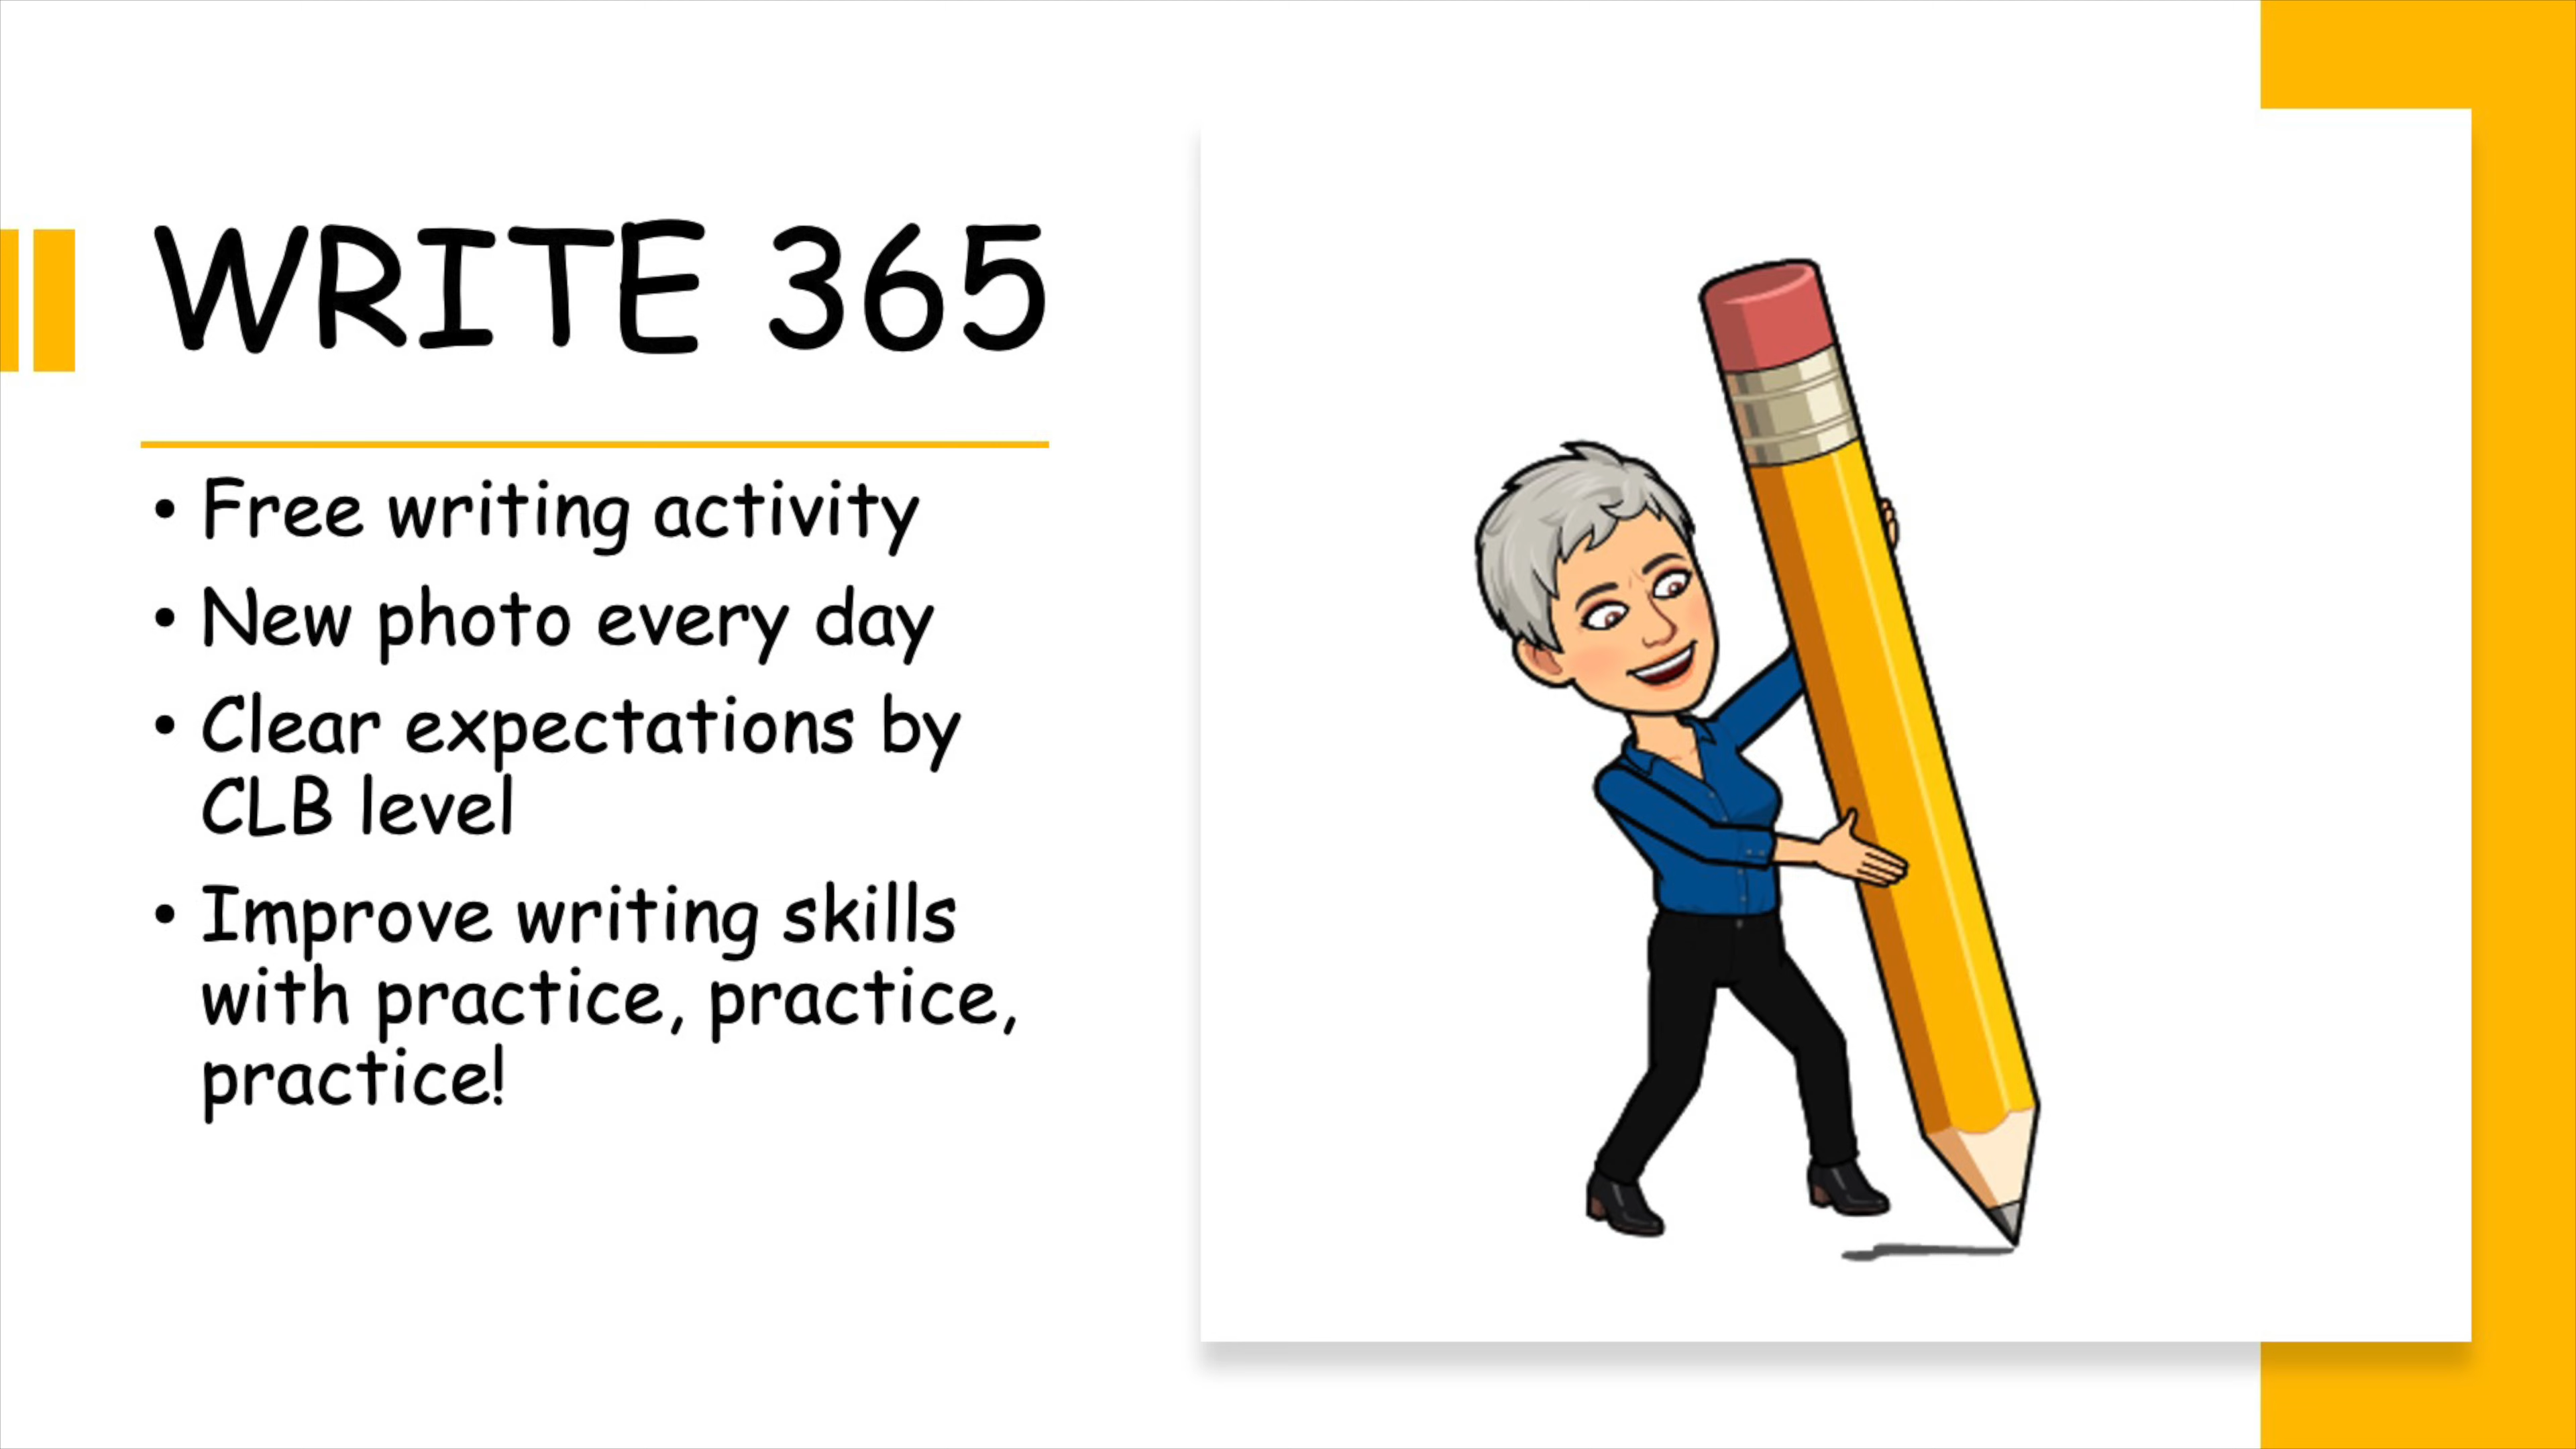 WRITE 365
• Free writing activity
• New photo every day
• Clear expectations by
CLB level
• Improve writing skills
with practice, practice,
practice!